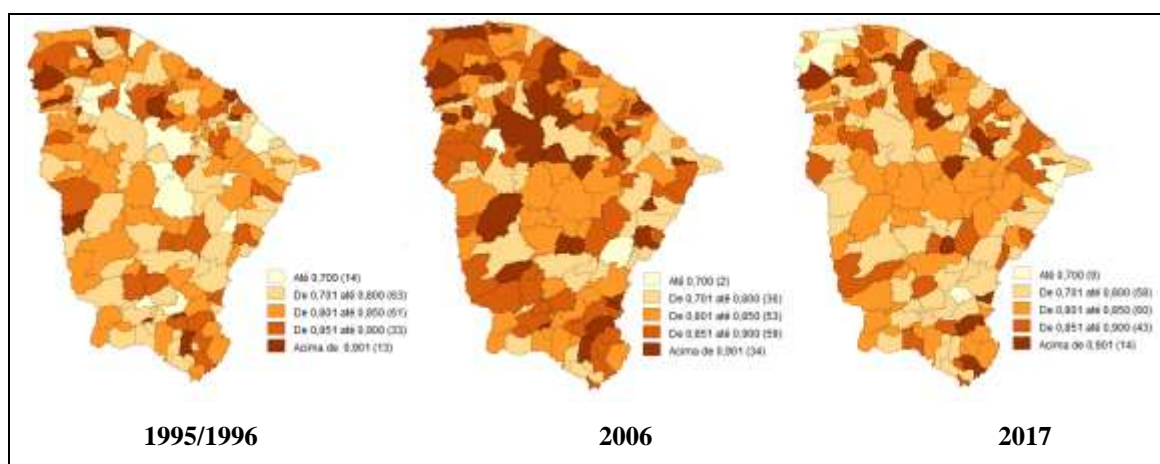 Até 0,700 (14)
De 0,701 até 0,800 (63)
De 0,801 até 0,850 (61)
De 0,851 até 0,900 (33)
Acima de 0,901 (13)
1995/1996
Até 0,700 (2)
De 0,701 até 0,800 (36)
De 0,801 até 0,850 (53)
De 0,851 até 0,900 (59)
Acima de 0,901 (34)
2006
Até 0,700 (9)
De 0,701 até 0,800 (58)
De 0,801 até 0,850 (60)
De 0,851 até 0,900 (43)
Acima de 0,901 (14)
2017